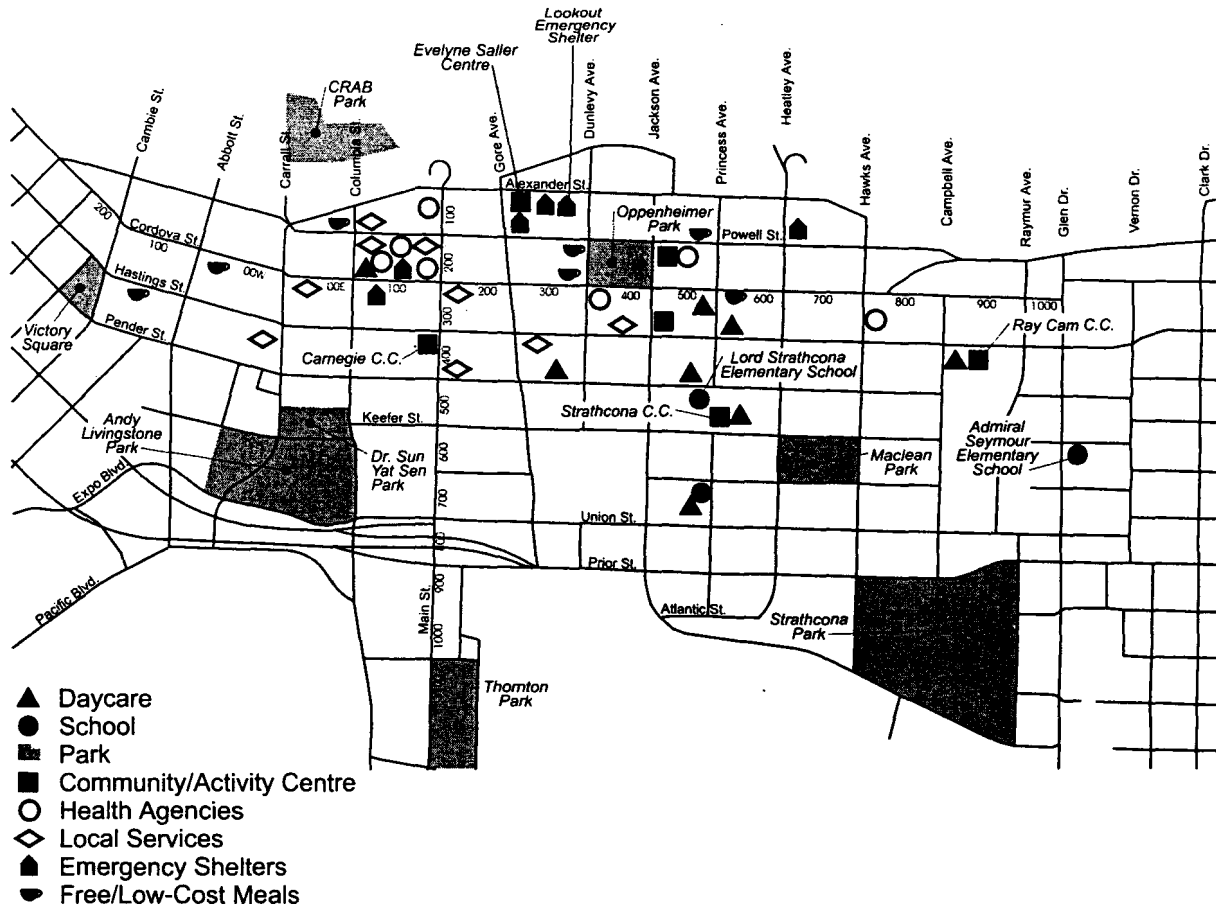 Lookout
Emergency
Shelter
Evelyne Saller
Centre
CRAB
Park
Cambie St.
Abbott St.
Carrall St.
Columbia St.
Gore Ave.
Dunlevy Ave.
Jackson Ave.
Princess Ave.
Heatley Ave.
Hawks Ave.
Campbell Ave.
Raymur Ave.
Glen Dr.
Vernon Dr.
Clark Dr.
Alexander St.
200
Cordova St.
100
100
Oppenheimer
Park
Powell St.
Hastings St.
00W
00E
100
200
200
300
400
500
600
700
800
900
1000
Victory
Square
Pender St.
300
Carnegie C.C.
400
Ray Cam C.C.
Lord Strathcona
Elementary School
Strathcona C.C.
Keefer St.
500
Andy
Livingstone
Park
Dr. Sun
Yat Sen
Park
600
Maclean
Park
Admiral
Seymour
Elementary
School
Expo Blvd.
700
Union St.
800
Prior St.
Pacific Blvd.
900
Main St.
1000
Atlantic St.
Strathcona
Park
Thornton
Park
Daycare
School
Park
Community/Activity Centre
Health Agencies
Local Services
Emergency Shelters
Free/Low-Cost Meals